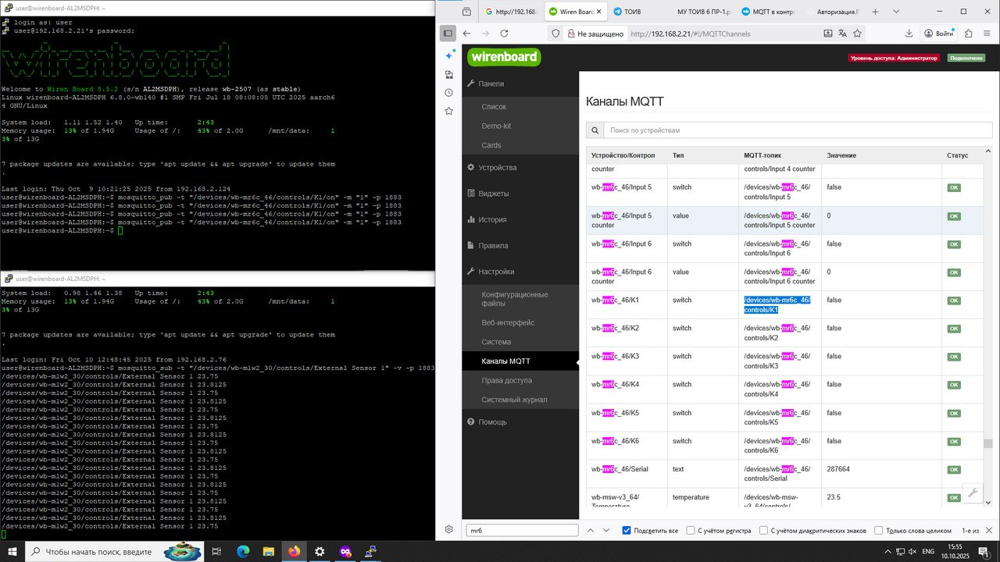 user@wirenboard-AL2MSDPH: ~
login as: user
user@192.168.2.21's password:
Welcome to Wiren Board 8.5.2 (s/n AL2MSDPH), release wb-2507 (as stable)
Linux wirenboard-AL2MSDPH 6.8.0-wb140 #1 SMP Fri Jul 18 08:08:05 UTC 2025 aarch6
4 GNU/Linux
System load: 1.11 1.52 1.40 Up time: 2:43
Memory usage: 13% of 1.94G Usage of /: 43% of 2.0G /mnt/data: 1
3% of 13G
7 package updates are available; type 'apt update && apt upgrade' to update them
.
Last login: Thu Oct 9 10:21:25 2025 from 192.168.2.124
user@wirenboard-AL2MSDPH:~$ mosquitto_pub -t "/devices/wb-mr6c_46/controls/K1/on" -m "1" -p 1883
user@wirenboard-AL2MSDPH:~$ mosquitto_pub -t "/devices/wb-mr6c_46/controls/K1/on" -m "1" -p 1883
user@wirenboard-AL2MSDPH:~$ mosquitto_pub -t "/devices/wb-mr6c_46/controls/K1/on" -m "1" -p 1883
user@wirenboard-AL2MSDPH:~$ mosquitto_pub -t "/devices/wb-mr6c_46/controls/K1/on" -m "1" -p 1883
user@wirenboard-AL2MSDPH:~$
user@wirenboard-AL2MSDPH: ~
System load: 0.98 1.46 1.38 Up time: 2:43
Memory usage: 13% of 1.94G Usage of /: 43% of 2.0G /mnt/data: 1
3% of 13G
7 package updates are available; type 'apt update && apt upgrade' to update them
.
Last login: Fri Oct 10 12:48:45 2025 from 192.168.2.76
user@wirenboard-AL2MSDPH:~$ mosquitto_sub -t "/devices/wb-mlw2_30/controls/External Sensor 1" -v -p 1883
/devices/wb-mlw2_30/controls/External Sensor 1 23.75
/devices/wb-mlw2_30/controls/External Sensor 1 23.8125
/devices/wb-mlw2_30/controls/External Sensor 1 23.75
/devices/wb-mlw2_30/controls/External Sensor 1 23.8125
/devices/wb-mlw2_30/controls/External Sensor 1 23.75
/devices/wb-mlw2_30/controls/External Sensor 1 23.8125
/devices/wb-mlw2_30/controls/External Sensor 1 23.75
/devices/wb-mlw2_30/controls/External Sensor 1 23.8125
/devices/wb-mlw2_30/controls/External Sensor 1 23.75
/devices/wb-mlw2_30/controls/External Sensor 1 23.8125
/devices/wb-mlw2_30/controls/External Sensor 1 23.75
/devices/wb-mlw2_30/controls/External Sensor 1 23.8125
/devices/wb-mlw2_30/controls/External Sensor 1 23.75
/devices/wb-mlw2_30/controls/External Sensor 1 23.75
/devices/wb-mlw2_30/controls/External Sensor 1 23.75
/devices/wb-mlw2_30/controls/External Sensor 1 23.8125
/devices/wb-mlw2_30/controls/External Sensor 1 23.75
/devices/wb-mlw2_30/controls/External Sensor 1 23.8125
/devices/wb-mlw2_30/controls/External Sensor 1 23.75
http://192.168 Wiren Board ТОИУ ТОИУБ В ПР-1 MQTT в контр Авторизация
Не защищено http://192.168.2.21/#!/MQTTChannels Войти
wirenboard Уровень доступа: Администратор Подключено
Панели
Список
Demo-kit
Cards
Устройства
Виджеты
История
Правила
Настройки
Конфигурационные
файлы
Веб-интерфейс
Система
Каналы MQTT
Права доступа
Системный журнал
Помощь
Каналы MQTT
Поиск по устройствам
Устройство/Контрол Тип MQTT-топик Значение Статус
counter controls/Input 4 counter
wb-mr6c_46/Input 5 switch /devices/wb-mr6c_46/ false OK
controls/Input 5
wb-mr6c_46/Input 5 value /devices/wb-mr6c_46/ 0 OK
counter controls/Input 5 counter
wb-mr6c_46/Input 6 switch /devices/wb-mr6c_46/ false OK
controls/Input 6
wb-mr6c_46/Input 6 value /devices/wb-mr6c_46/ 0 OK
counter controls/Input 6 counter
wb-mr6c_46/K1 switch /devices/wb-mr6c_46/ false OK
controls/K1
wb-mr6c_46/K2 switch /devices/wb-mr6c_46/ false OK
controls/K2
wb-mr6c_46/K3 switch /devices/wb-mr6c_46/ false OK
controls/K3
wb-mr6c_46/K4 switch /devices/wb-mr6c_46/ false OK
controls/K4
wb-mr6c_46/K5 switch /devices/wb-mr6c_46/ false OK
controls/K5
wb-mr6c_46/K6 switch /devices/wb-mr6c_46/ false OK
controls/K6
wb-mr6c_46/Serial text /devices/wb-mr6c_46/ 287664 OK
controls/Serial
wb-msw-v3_64/ temperature /devices/wb-msw- 23.5 OK
Temperature v3_64/controls/
mr6 Подсветить все С учётом регистра С учётом диакритических знаков Только слова целиком 1-е из
Чтобы начать поиск, введите 15:55
10.10.2025